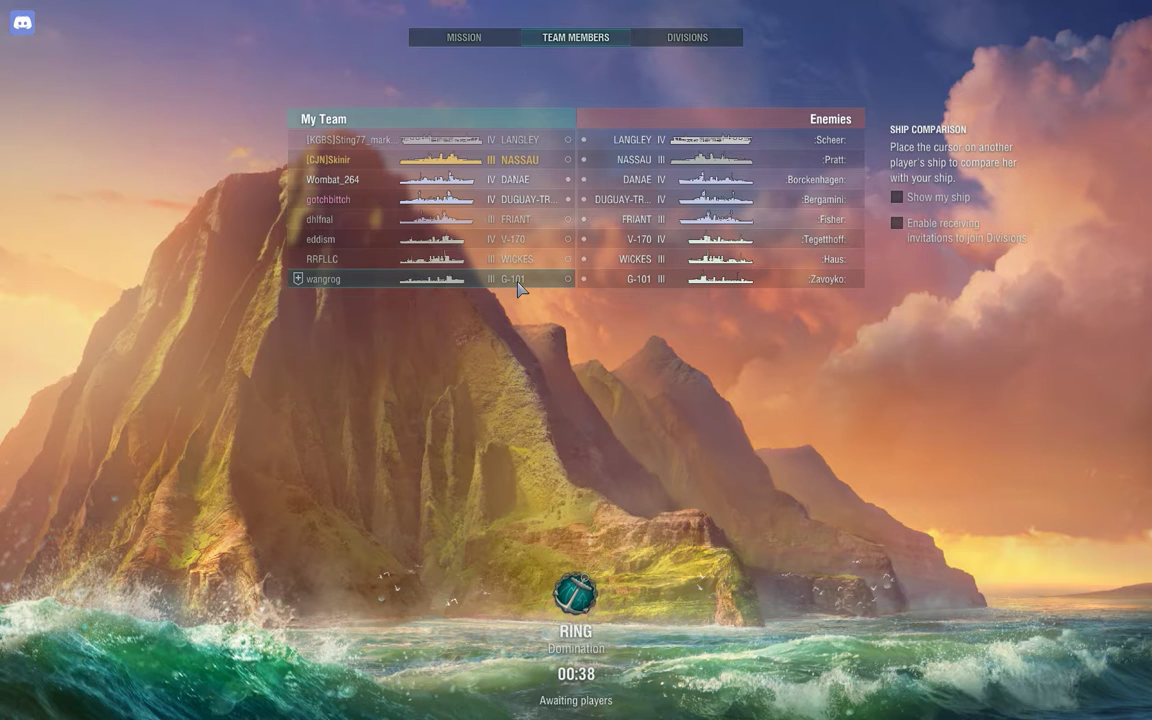 MISSION TEAM MEMBERS DIVISIONS
My Team Enemies
[KGBS]Sting77_mark... IV LANGLEY LANGLEY IV :Scheer:
[CJN]Skinir III NASSAU NASSAU III :Pratt:
Wombat_264 IV DANAE DANAE IV :Borckenhagen:
gotchbittch IV DUGUAY-TR... DUGUAY-TR... IV :Bergamini:
dhlfnal III FRIANT FRIANT III :Fisher:
eddism IV V-170 V-170 IV :Tegetthoff:
RRFLLC III WICKES WICKES III :Haus:
wangrog III G-101 G-101 III :Zavoyko:
SHIP COMPARISON
Place the cursor on another
player's ship to compare her
with your ship.
Show my ship
Enable receiving
invitations to join Divisions
RING
Domination
00:38
Awaiting players